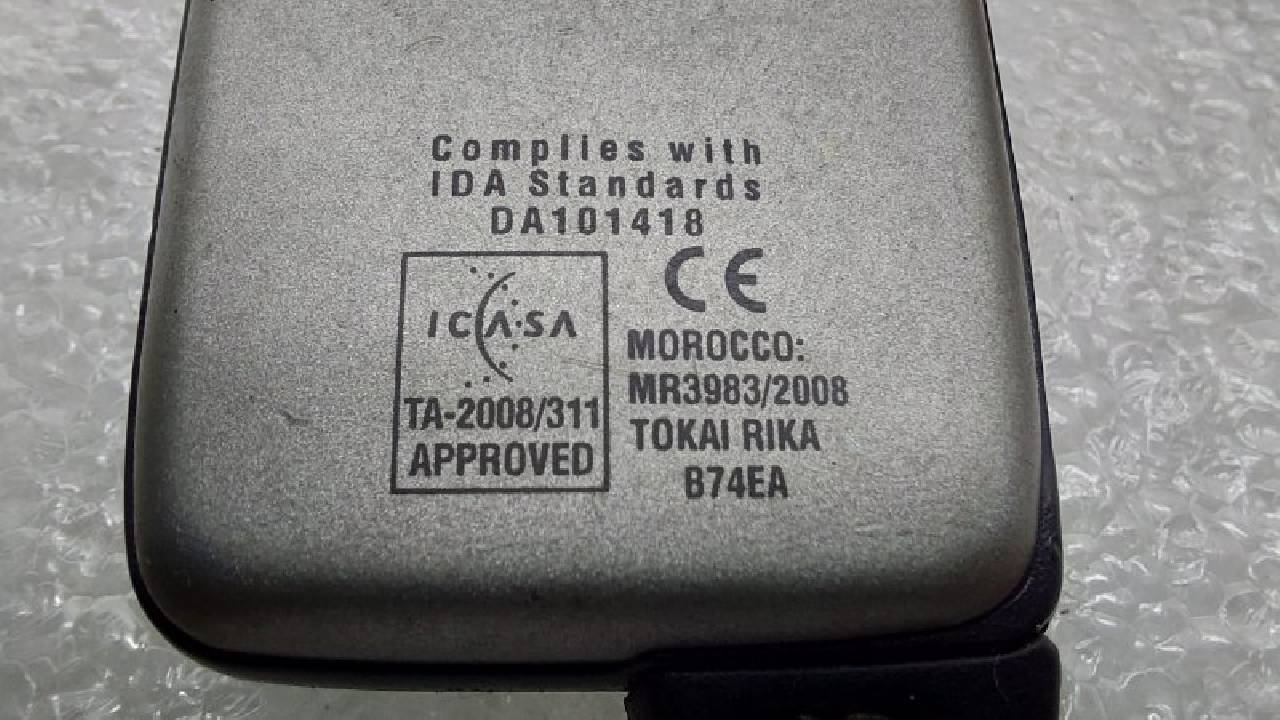 Complies with
IDA Standards
DA101418
ICASA
TA-2008/311
APPROVED
CE
MOROCCO:
MR3983/2008
TOKAI RIKA
B74EA